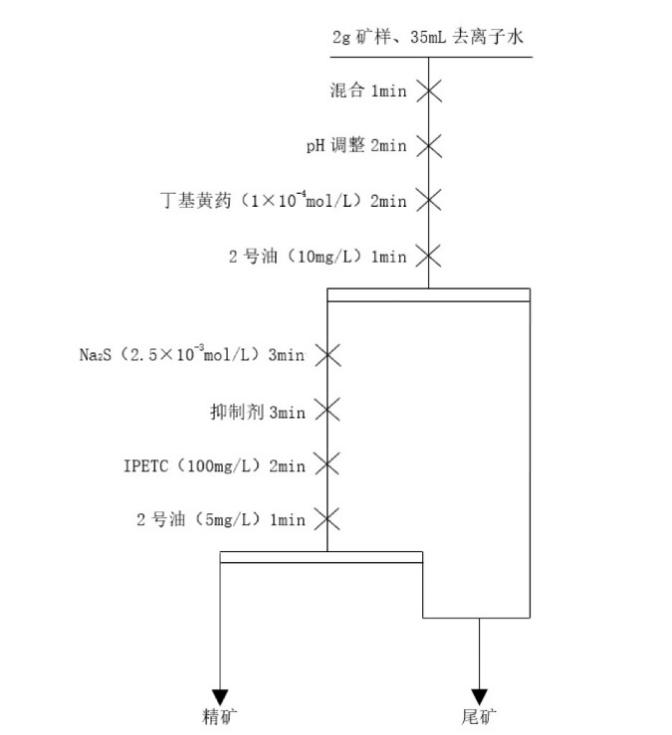 2g 矿样、35mL 去离子水
混合 1min
pH 调整 2min
丁基黄药（1×10⁻⁴mol/L）2min
2 号油（10mg/L）1min
Na₂S（2.5×10⁻³mol/L）3min
抑制剂 3min
IPETC（100mg/L）2min
2 号油（5mg/L）1min
精矿
尾矿